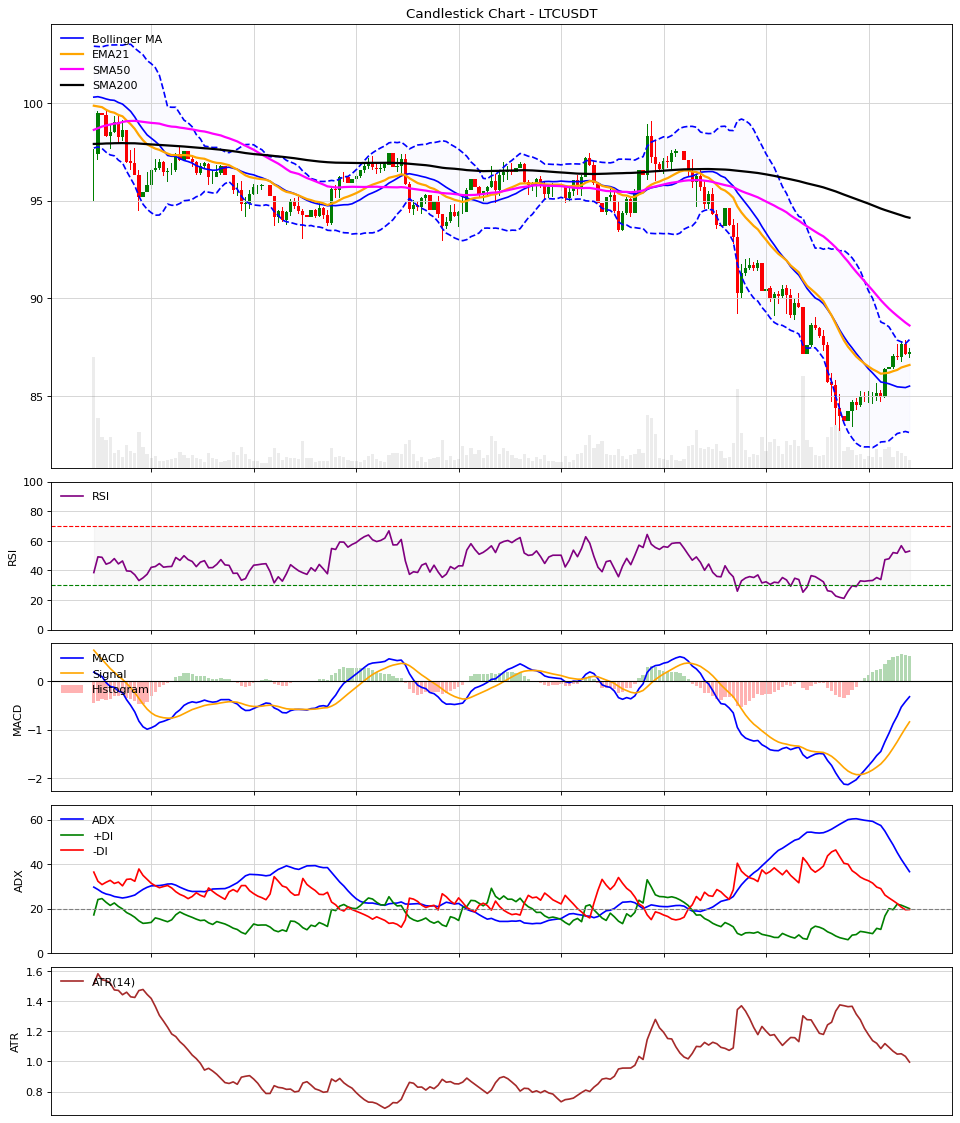 Candlestick Chart - LTCUSDT
Bollinger MA
EMA21
SMA50
SMA200
100
95
90
85
RSI
100
80
60
40
20
0
RSI
MACD
Signal
Histogram
0
−1
−2
MACD
ADX
+DI
-DI
60
40
20
0
ADX
ATR(14)
1.6
1.4
1.2
1.0
0.8
ATR